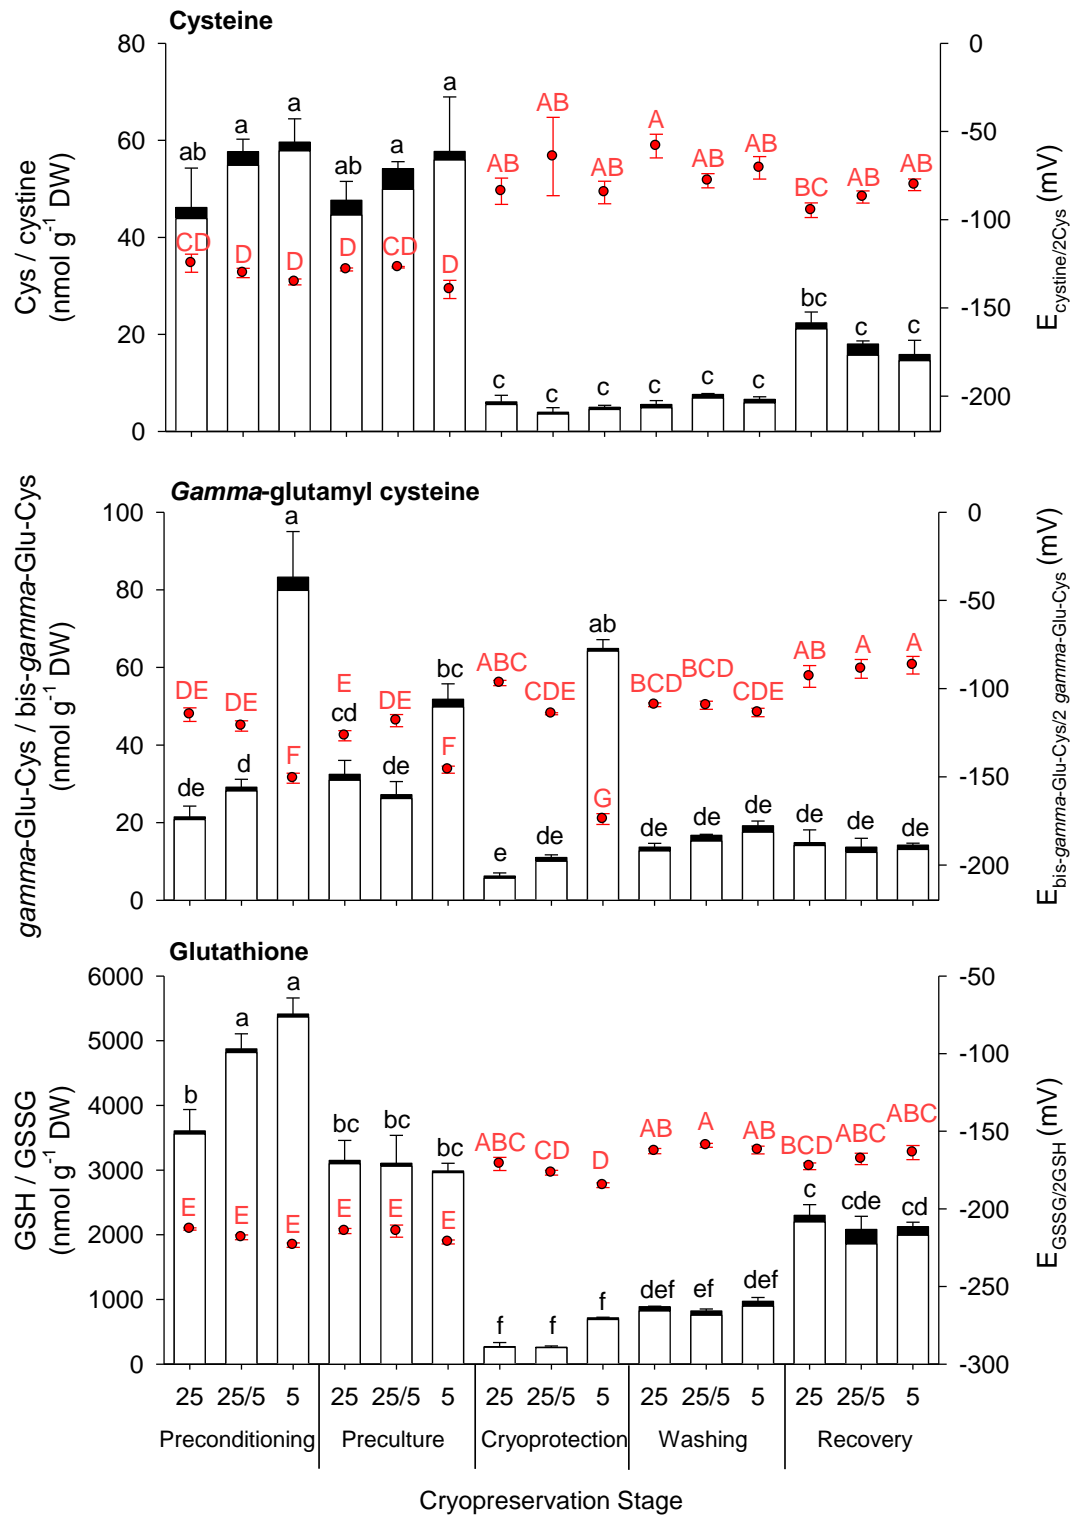 Cysteine
80
60
40
20
0
Cys / cystine
(nmol g⁻¹ DW)
ab
a
a
ab
a
a
c
c
c
c
c
c
bc
c
c
CD
D
D
D
CD
D
AB
AB
AB
A
AB
AB
BC
AB
AB
0
-50
-100
-150
-200
E cystine/2Cys (mV)
Gamma-glutamyl cysteine
100
80
60
40
20
0
gamma-Glu-Cys / bis-gamma-Glu-Cys
(nmol g⁻¹ DW)
de
d
a
cd
de
bc
e
de
ab
de
de
de
de
de
de
DE
DE
F
E
DE
F
ABC
CDE
G
BCD
BCD
CDE
AB
A
A
0
-50
-100
-150
-200
E bis-gamma-Glu-Cys/2 gamma-Glu-Cys (mV)
Glutathione
6000
5000
4000
3000
2000
1000
0
GSH / GSSG
(nmol g⁻¹ DW)
b
a
a
bc
bc
bc
f
f
f
def
ef
def
c
cde
cd
E
E
E
E
E
E
ABC
CD
D
AB
A
AB
BCD
ABC
ABC
-50
-100
-150
-200
-250
-300
E GSSG/2GSH (mV)
25 25/5 5 25 25/5 5 25 25/5 5 25 25/5 5 25 25/5 5
Preconditioning Preculture Cryoprotection Washing Recovery
Cryopreservation Stage